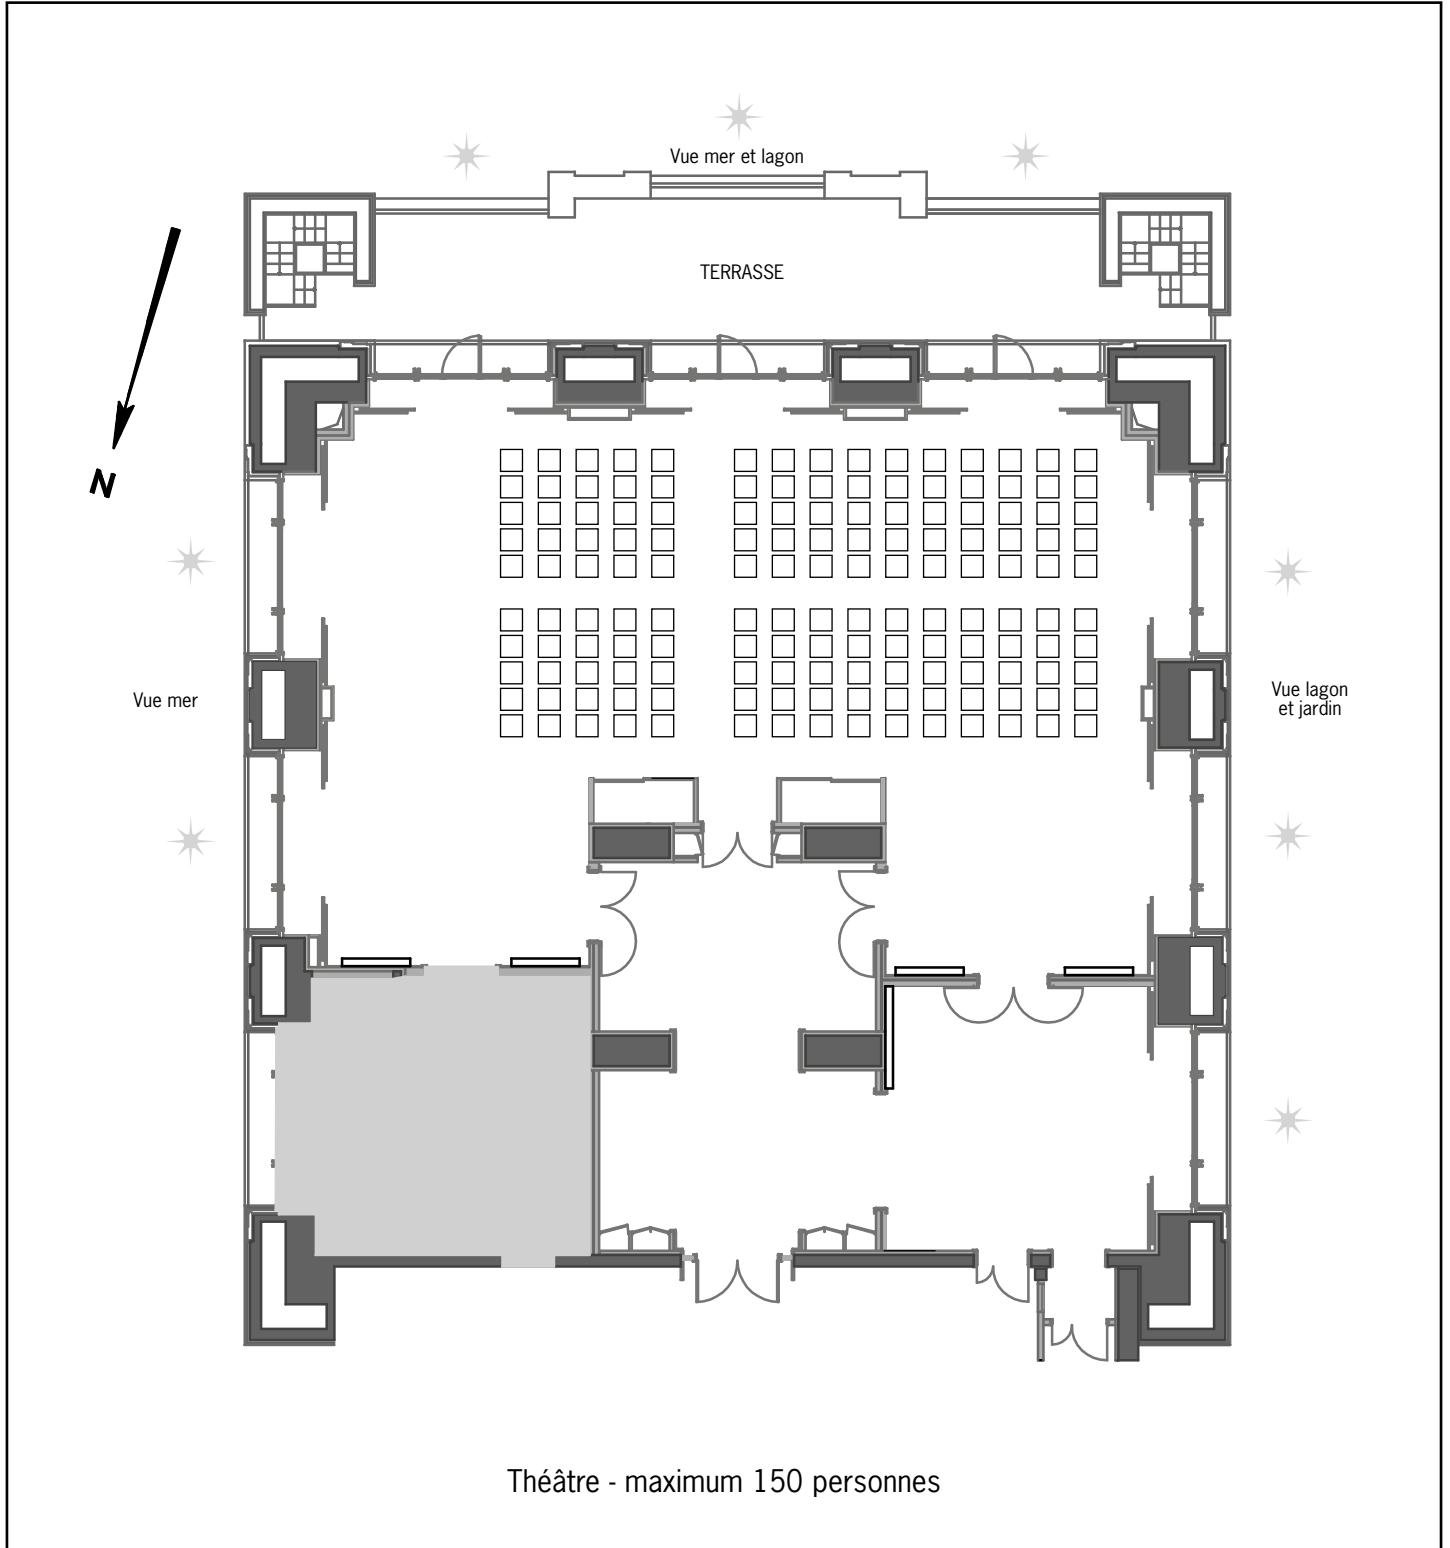 Vue mer et lagon
TERRASSE
N
Vue mer
Vue lagon
et jardin
Théâtre - maximum 150 personnes